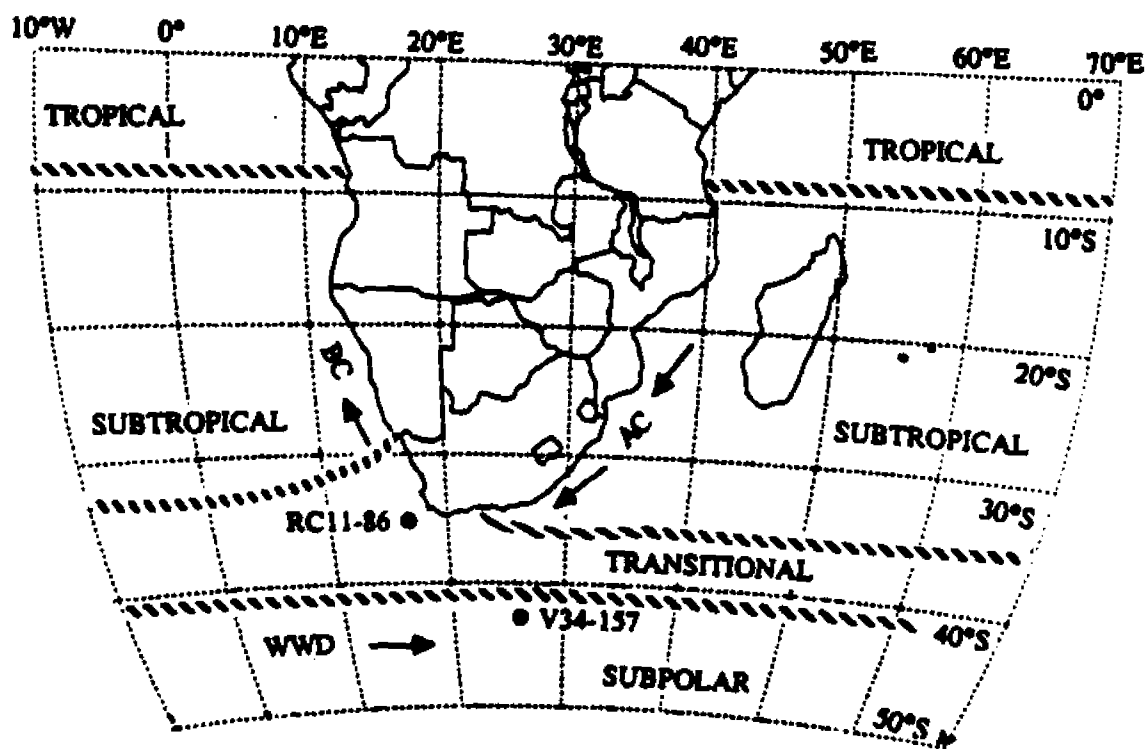 10°W 0° 10°E 20°E 30°E 40°E 50°E 60°E 70°E
0°
TROPICAL
TROPICAL
10°S
BC
20°S
AC
SUBTROPICAL
SUBTROPICAL
RC11-86
30°S
TRANSITIONAL
V34-157
40°S
WWD
SUBPOLAR
50°S